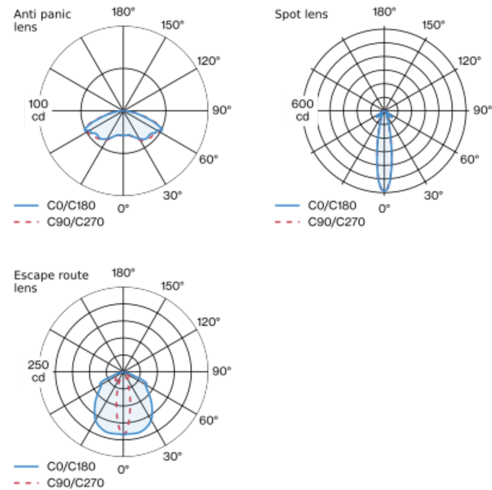 Anti panic
lens
180°
150°
120°
90°
60°
30°
0°
100
cd
C0/C180
C90/C270
Spot lens
180°
150°
120°
90°
60°
30°
0°
600
cd
C0/C180
C90/C270
Escape route
lens
180°
150°
120°
90°
60°
30°
0°
250
cd
C0/C180
C90/C270